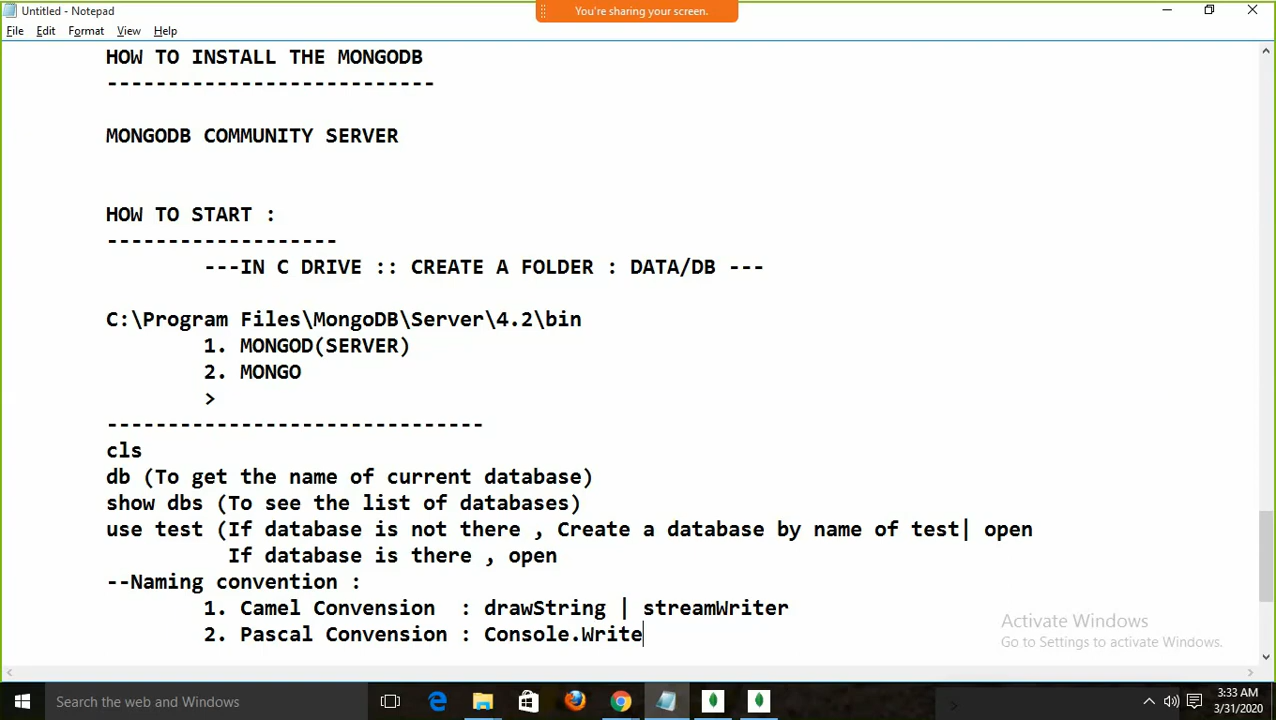 Untitled - Notepad
You're sharing your screen.
File Edit Format View Help
HOW TO INSTALL THE MONGODB
---------------------------
MONGODB COMMUNITY SERVER
HOW TO START :
-------------------
---IN C DRIVE :: CREATE A FOLDER : DATA/DB ---
C:\Program Files\MongoDB\Server\4.2\bin
1. MONGOD(SERVER)
2. MONGO
>
-------------------------------
cls
db (To get the name of current database)
show dbs (To see the list of databases)
use test (If database is not there , Create a database by name of test| open
If database is there , open
--Naming convention :
1. Camel Convension  : drawString | streamWriter
2. Pascal Convension : Console.Write
Activate Windows
Go to Settings to activate Windows.
Search the web and Windows
3:33 AM
3/31/2020